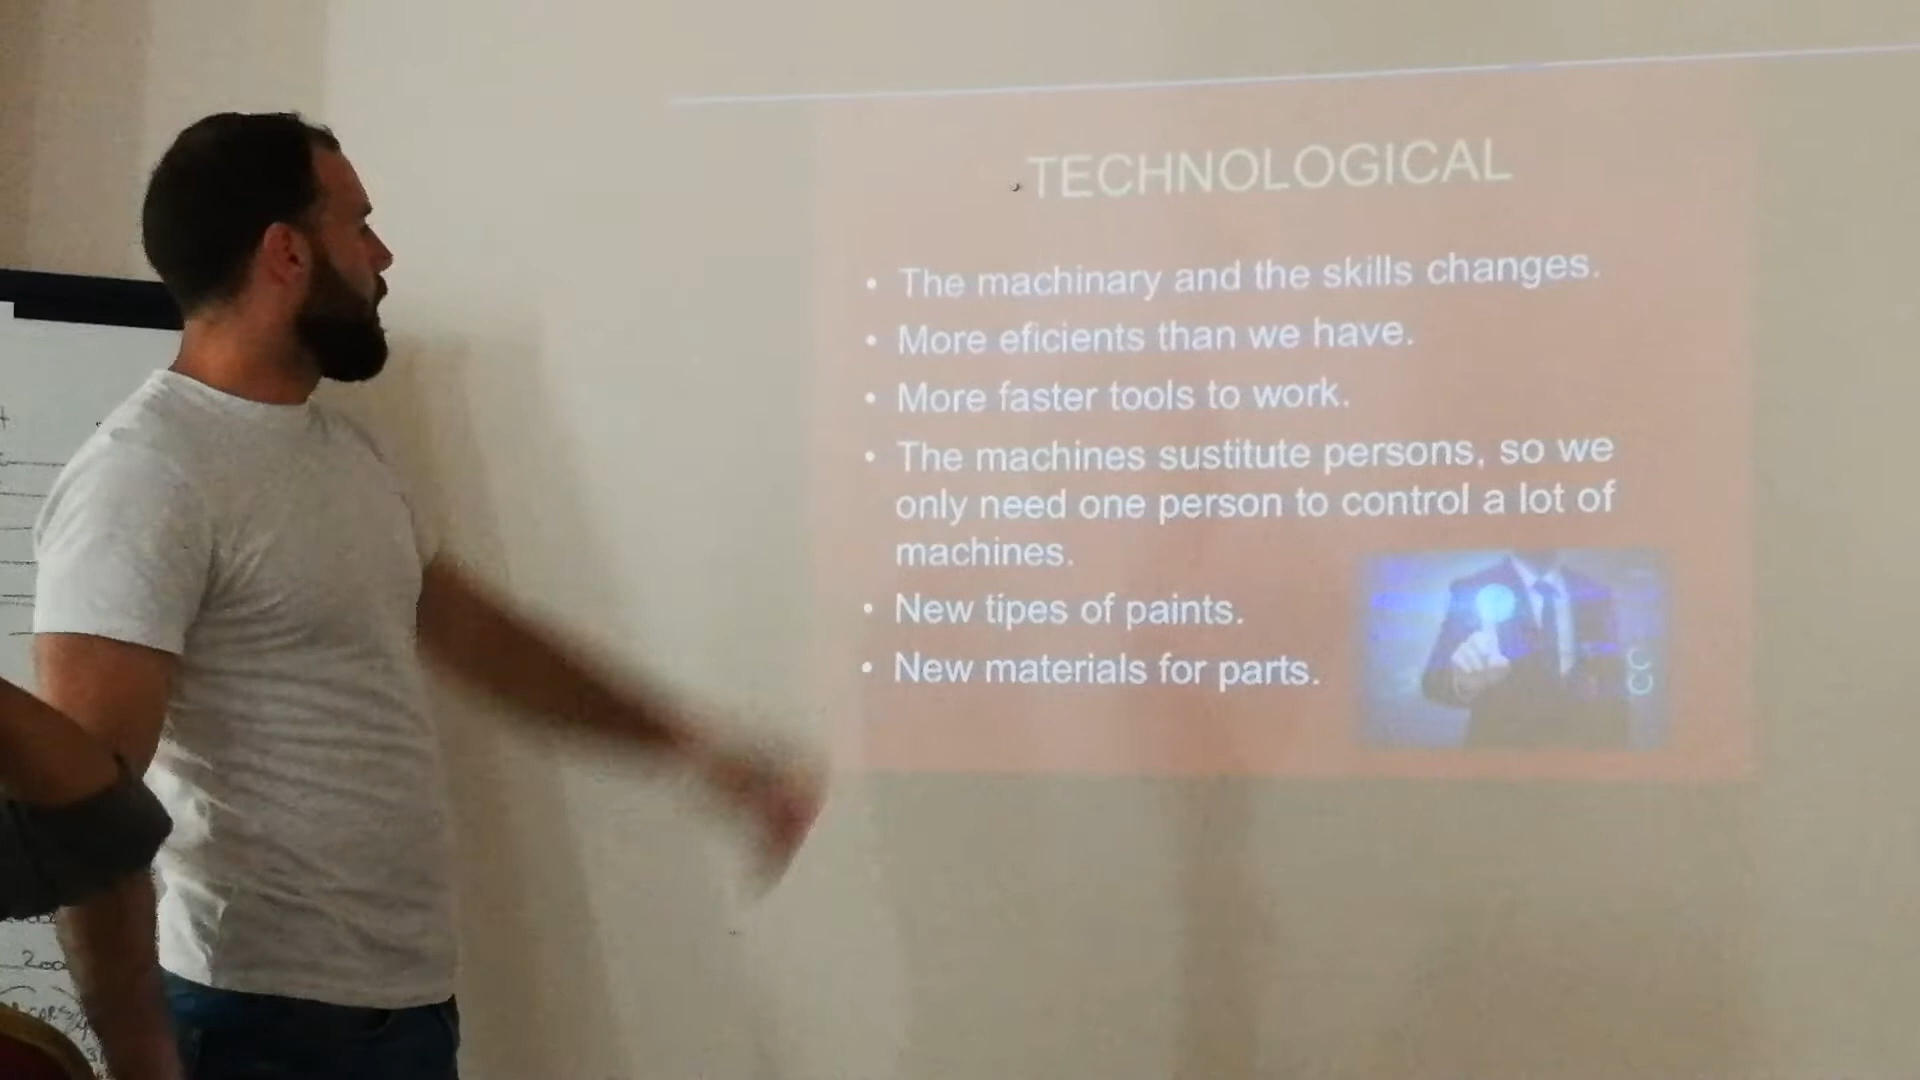 TECHNOLOGICAL
• The machinary and the skills changes.
• More eficients than we have.
• More faster tools to work.
• The machines sustitute persons, so we
only need one person to control a lot of
machines.
• New tipes of paints.
• New materials for parts.